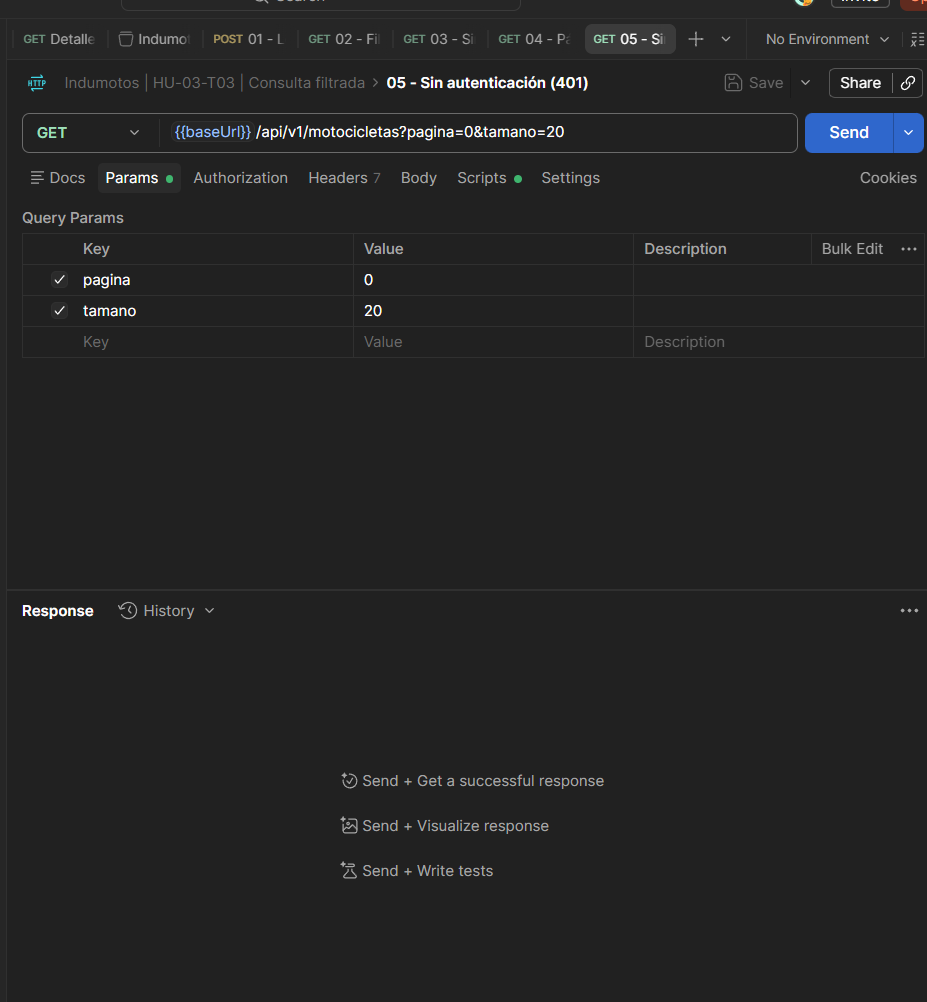 GET Detalle Indumot POST 01 - L GET 02 - Fil GET 03 - Si GET 04 - Pa GET 05 - Si No Environment
HTTP Indumotos | HU-03-T03 | Consulta filtrada > 05 - Sin autenticación (401) Save Share
GET {{baseUrl}} /api/v1/motocicletas?pagina=0&tamano=20 Send
Docs Params Authorization Headers 7 Body Scripts Settings Cookies
Query Params
Key Value Description Bulk Edit
pagina 0
tamano 20
Key Value Description
Response History
Send + Get a successful response
Send + Visualize response
Send + Write tests